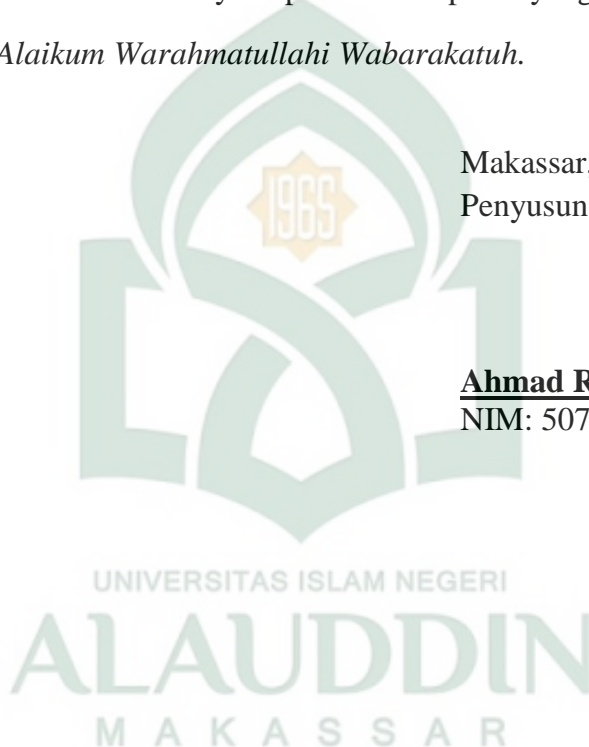 Alaikum Warahmatullahi Wabarakatuh.
Makassar,
Penyusun
1965
Ahmad R
NIM: 507
UNIVERSITAS ISLAM NEGERI
ALAUDDIN
MAKASSAR